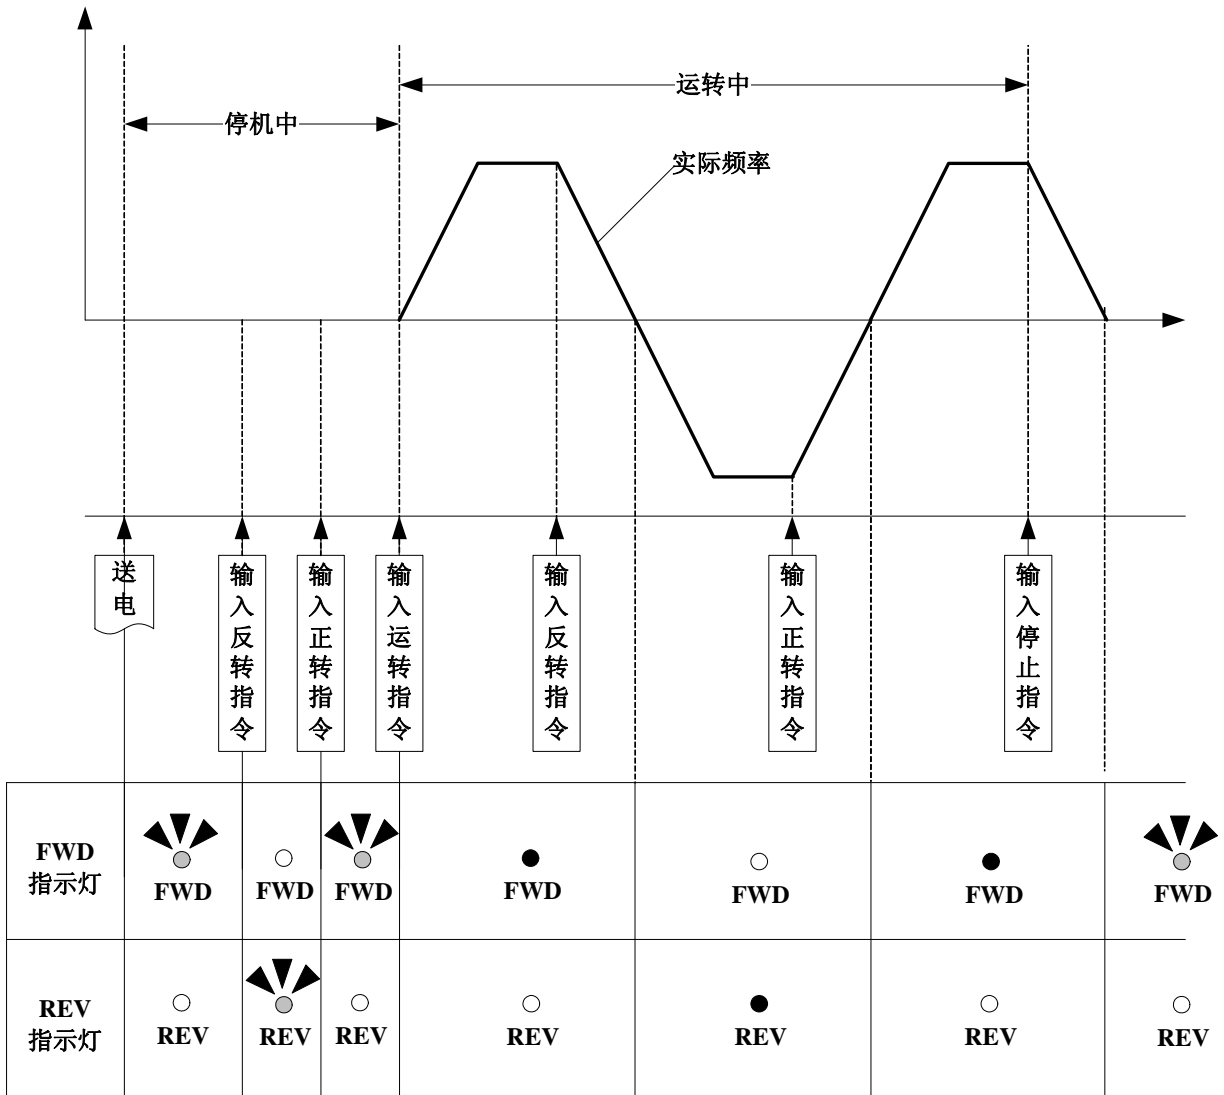 运转中
停机中
实际频率
送电
输入反转指令
输入正转指令
输入运转指令
输入反转指令
输入正转指令
输入停止指令
FWD
指示灯
FWD
FWD
FWD
FWD
FWD
FWD
FWD
REV
指示灯
REV
REV
REV
REV
REV
REV
REV